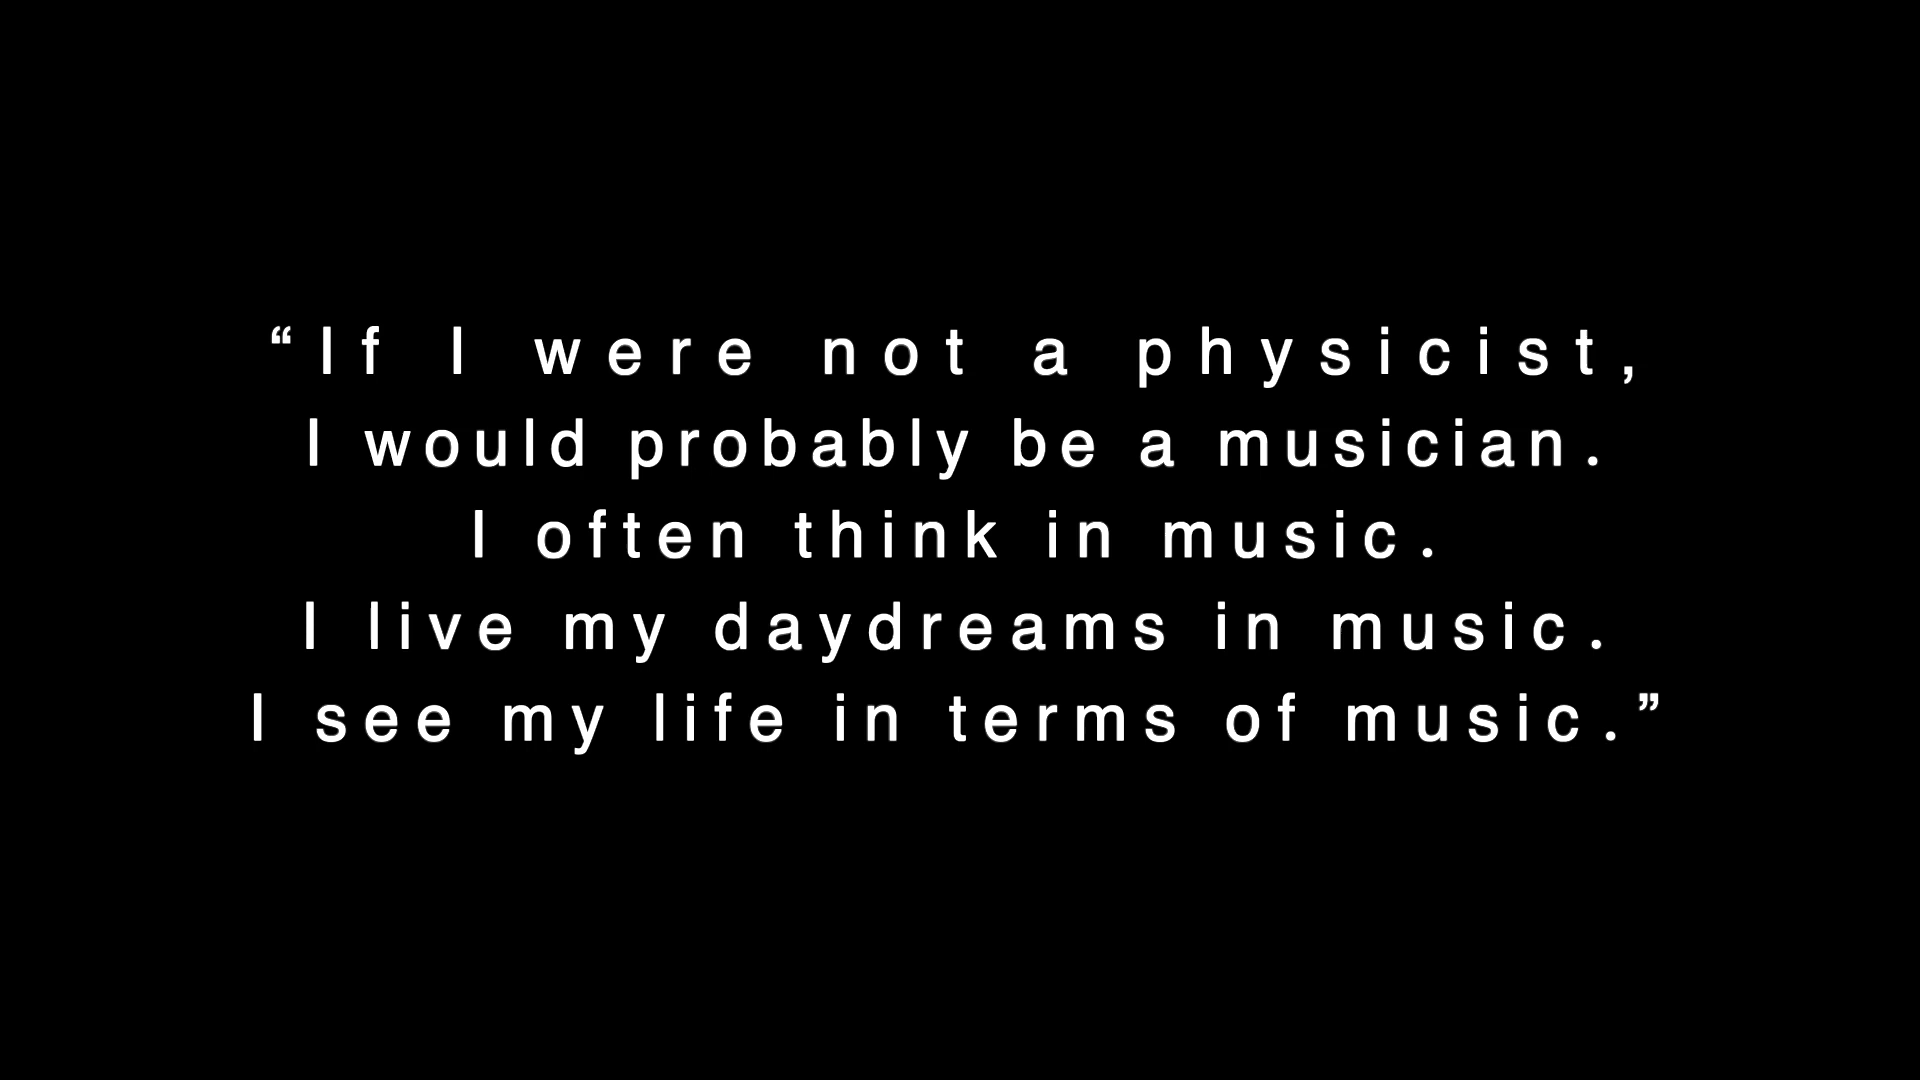 “If I were not a physicist,
I would probably be a musician.
I often think in music.
I live my daydreams in music.
I see my life in terms of music.”